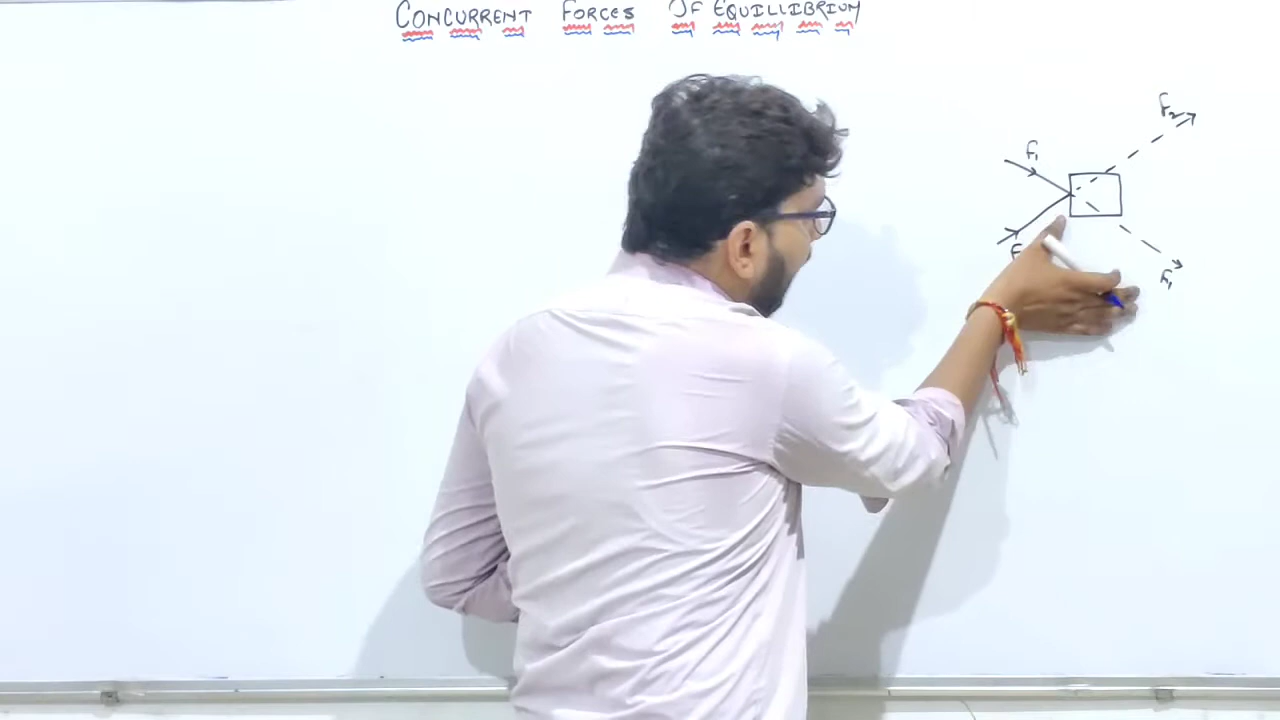 CONCURRENT FORCES OF EQUILLIBRIUM
F₂
F₁
F₁